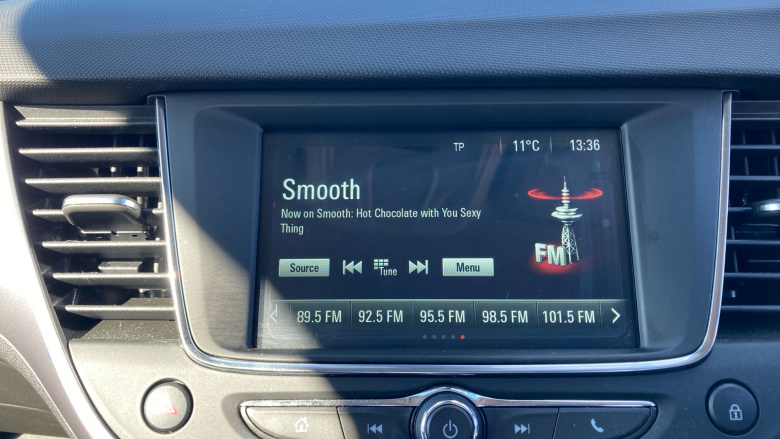 TP 11°C 13:36
Smooth
Now on Smooth: Hot Chocolate with You Sexy
Thing
FM
Source Tune Menu
89.5 FM 92.5 FM 95.5 FM 98.5 FM 101.5 FM